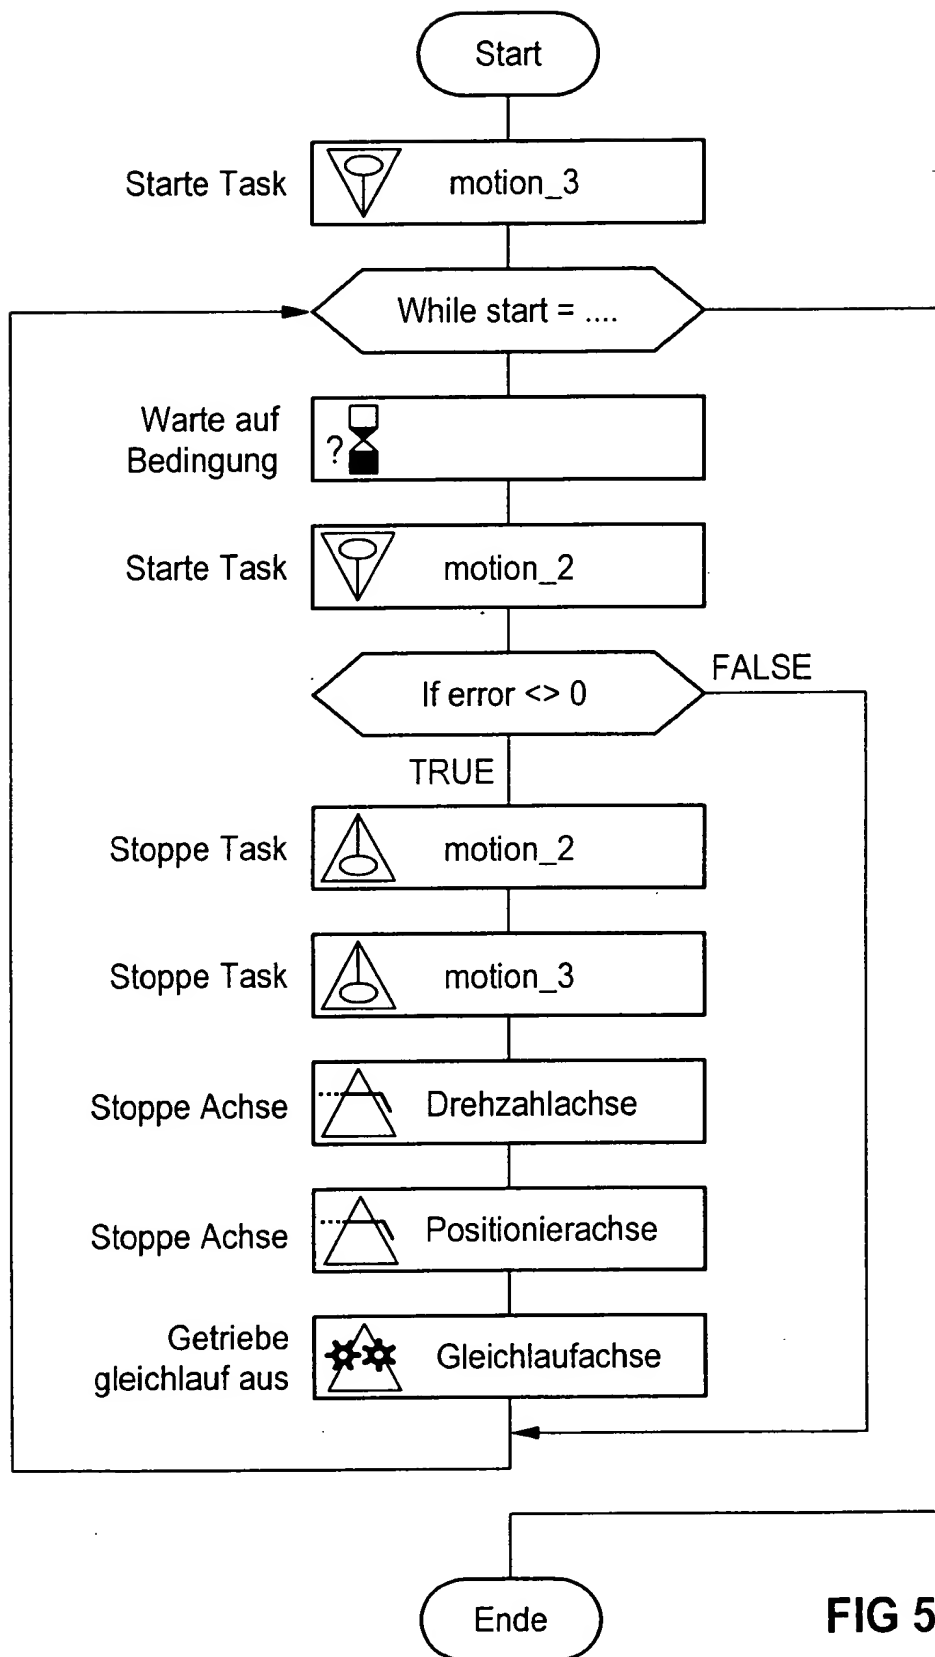 Start
Starte Task
motion_3
While start = ....
Warte auf
Bedingung
?
Starte Task
motion_2
If error <> 0
FALSE
TRUE
Stoppe Task
motion_2
Stoppe Task
motion_3
Stoppe Achse
Drehzahlachse
Stoppe Achse
Positionierachse
Getriebe
gleichlauf aus
Gleichlaufachse
Ende
FIG 5